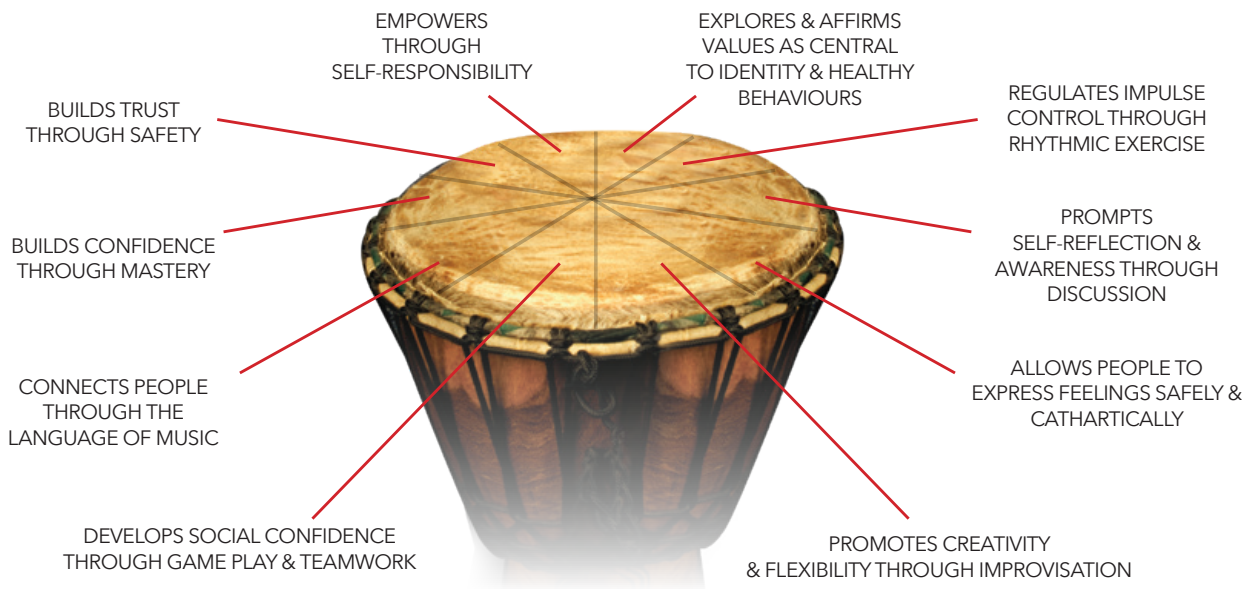 EMPOWERS
THROUGH
SELF-RESPONSIBILITY
EXPLORES & AFFIRMS
VALUES AS CENTRAL
TO IDENTITY & HEALTHY
BEHAVIOURS
BUILDS TRUST
THROUGH SAFETY
REGULATES IMPULSE
CONTROL THROUGH
RHYTHMIC EXERCISE
BUILDS CONFIDENCE
THROUGH MASTERY
PROMPTS
SELF-REFLECTION &
AWARENESS THROUGH
DISCUSSION
CONNECTS PEOPLE
THROUGH THE
LANGUAGE OF MUSIC
ALLOWS PEOPLE TO
EXPRESS FEELINGS SAFELY &
CATHARTICALLY
DEVELOPS SOCIAL CONFIDENCE
THROUGH GAME PLAY & TEAMWORK
PROMOTES CREATIVITY
& FLEXIBILITY THROUGH IMPROVISATION